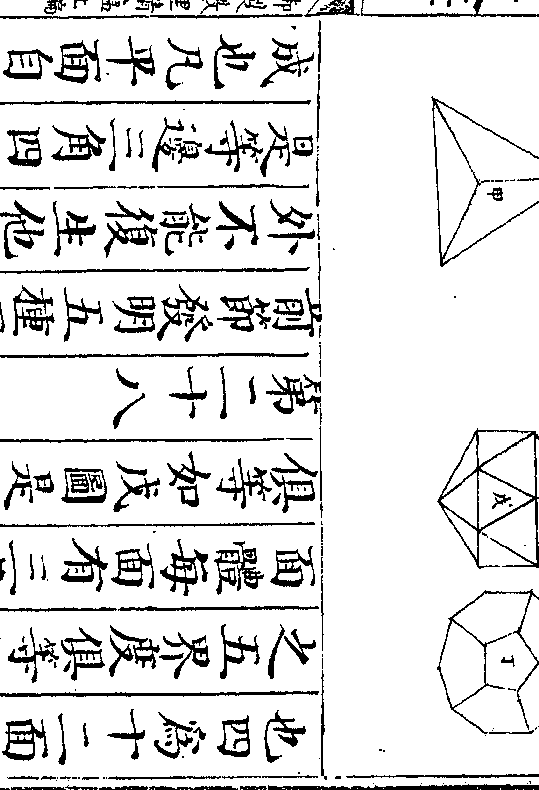 丁
戊
甲
也四爲十二面
之五界度俱等
面體每面有三
俱等如戊圖是
第二十八
前節發明五種
外不能復生他
是等邊三角四
成也凡平面自